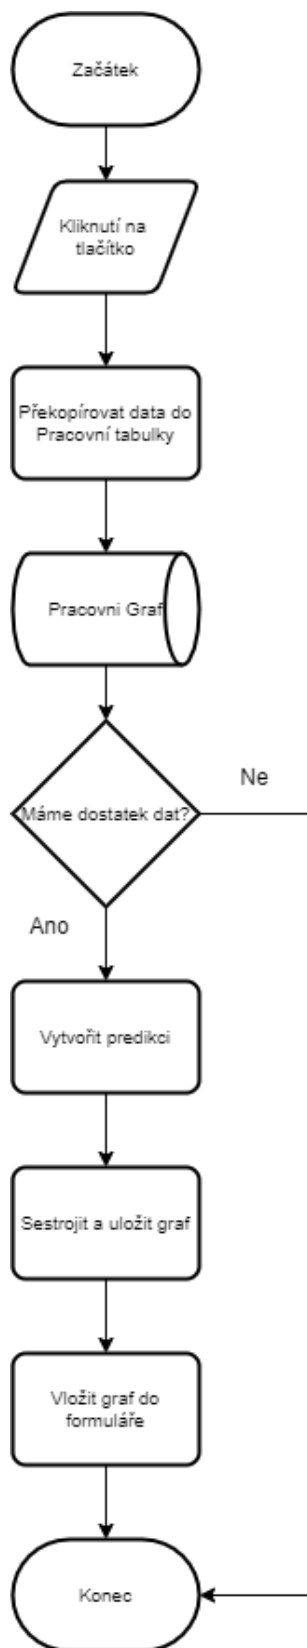 Začátek
Kliknutí na
tlačítko
Překopírovat data do
Pracovní tabulky
Pracovni Graf
Máme dostatek dat?
Ne
Ano
Vytvořit predikci
Sestrojit a uložit graf
Vložit graf do
formuláře
Konec